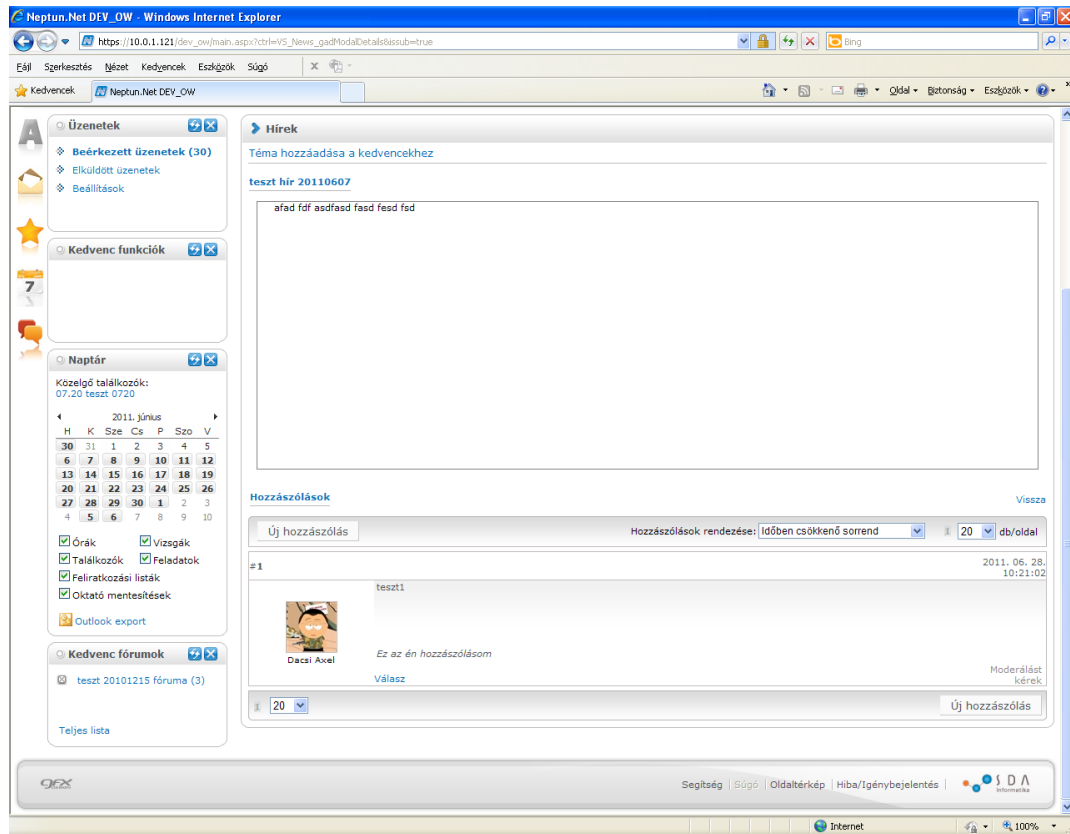 Neptun.Net DEV_OW - Windows Internet Explorer
https://10.0.1.121/dev_ow/main.aspx?ctrl=VS_News_gadModalDetails&issub=true
Bing
Fájl Szerkesztés Nézet Kedvencek Eszközök Súgó
Kedvencek Neptun.Net DEV_OW Oldal Biztonság Eszközök
Üzenetek
Beérkezett üzenetek (30)
Elküldött üzenetek
Beállítások
Kedvenc funkciók
7
Naptár
Közelgő találkozók:
07.20 teszt 0720
2011. június
H K Sze Cs P Szo V
30 31 1 2 3 4 5
6 7 8 9 10 11 12
13 14 15 16 17 18 19
20 21 22 23 24 25 26
27 28 29 30 1 2 3
4 5 6 7 8 9 10
Órák Vizsgák
Találkozók Feladatok
Feliratkozási listák
Oktató mentesítések
Outlook export
Kedvenc fórumok
teszt 20101215 fóruma (3)
Teljes lista
Hírek
Téma hozzáadása a kedvencekhez
teszt hír 20110607
afad fdf asdfasd fasd fesd fsd
Hozzászólások
Vissza
Új hozzászólás Hozzászólások rendezése: Időben csökkenő sorrend 1 20 db/oldal
#1 2011. 06. 28.
10:21:02
teszt1
Ez az én hozzászólásom
Dacsi Axel
Válasz
Moderálást
kérek
1 20 Új hozzászólás
Segítség | Súgó | Oldaltérkép | Hiba/Igénybejelentés |
SDA
Informatika
Internet 100%